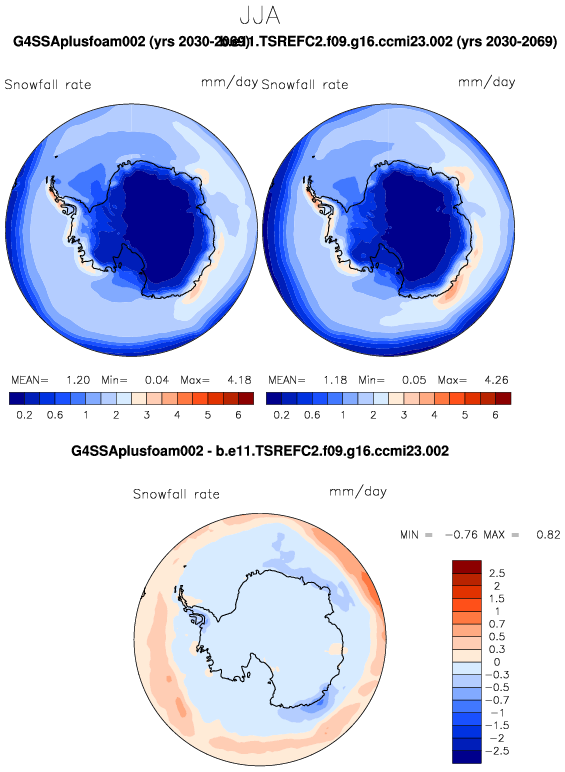 JJA
G4SSAplusfoam002 (yrs 2030-2069) b.e11.TSREFC2.f09.g16.ccmi23.002 (yrs 2030-2069)
Snowfall rate mm/day Snowfall rate mm/day
MEAN= 1.20 Min= 0.04 Max= 4.18 MEAN= 1.18 Min= 0.05 Max= 4.26
0.2 0.6 1 2 3 4 5 6 0.2 0.6 1 2 3 4 5 6
G4SSAplusfoam002 - b.e11.TSREFC2.f09.g16.ccmi23.002
Snowfall rate mm/day
MIN = -0.76 MAX = 0.82
2.5
2
1.5
1
0.7
0.5
0.3
0
-0.3
-0.5
-0.7
-1
-1.5
-2
-2.5